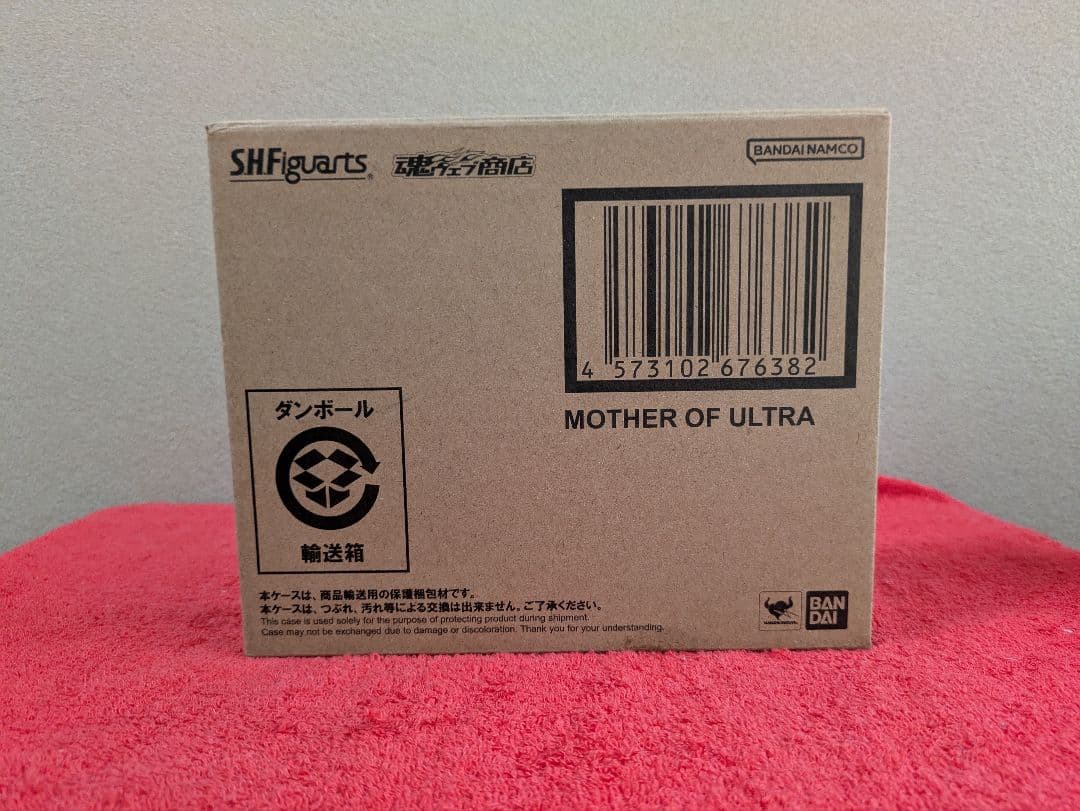 S.H.Figuarts® 魂ウェブ商店
BANDAI NAMCO
4 573102 676382
MOTHER OF ULTRA
ダンボール
輸送箱
本ケースは、商品輸送用の保護梱包材です。
本ケースは、つぶれ、汚れ等による交換は出来ません。ご了承ください。
This case is used solely for the purpose of protecting product during shipment.
Case may not be exchanged due to damage or discoloration. Thank you for your understanding.
BAN
DAI